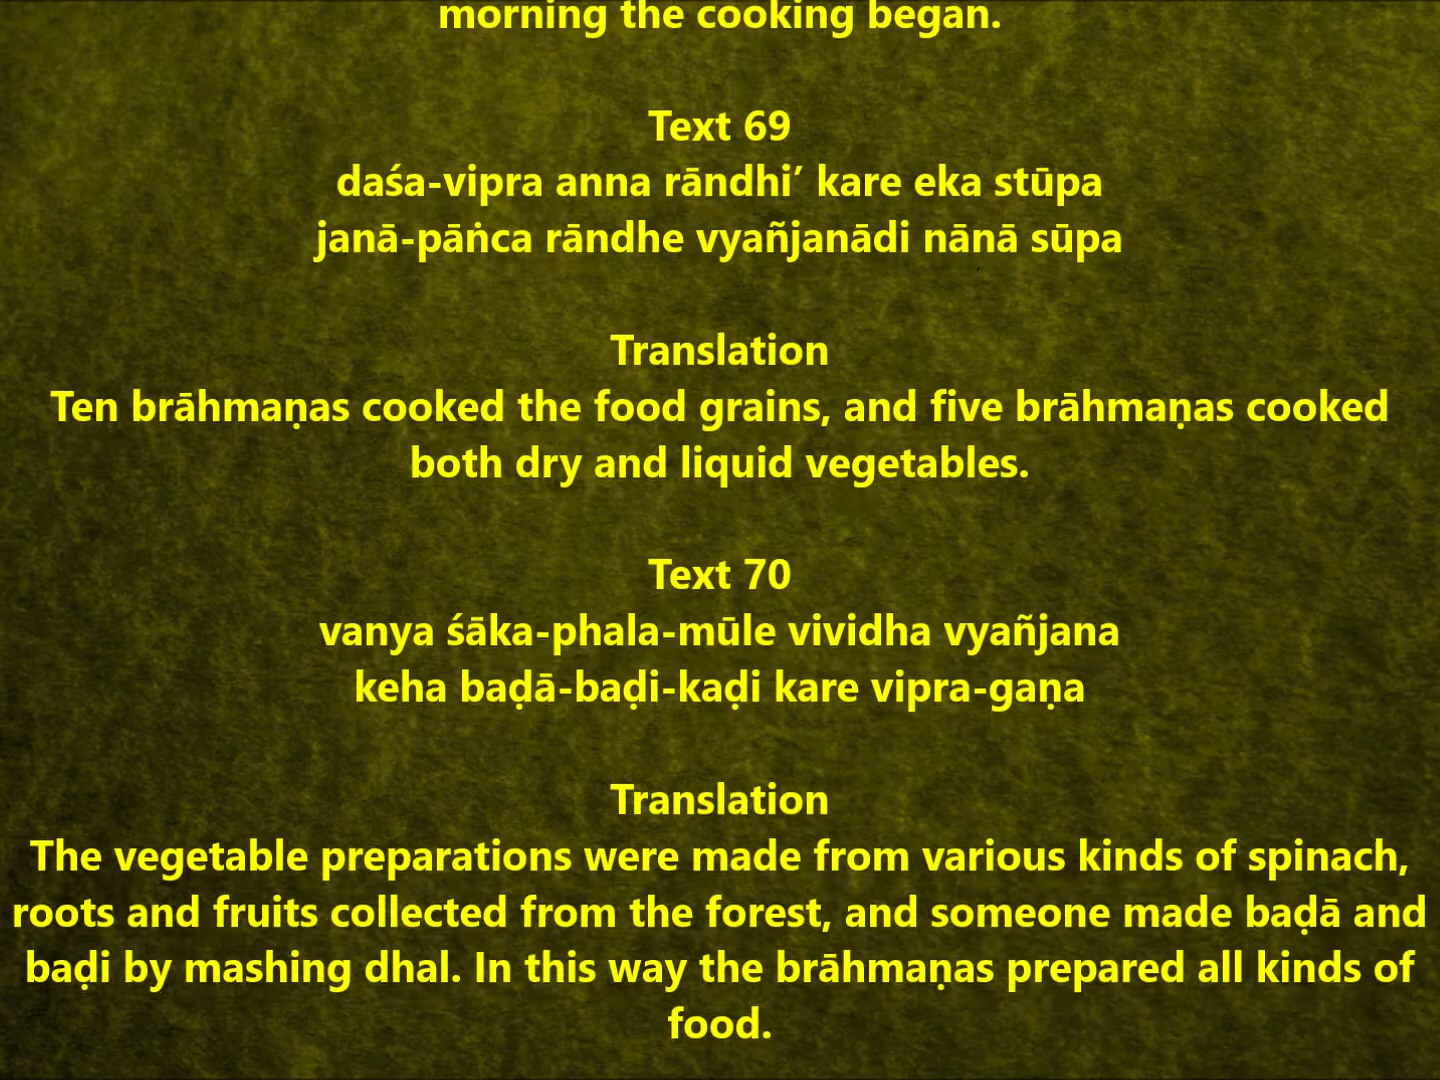 morning the cooking began.
Text 69
daśa-vipra anna rāndhi’ kare eka stūpa
janā-pāṅca rāndhe vyañjanādi nānā sūpa
Translation
Ten brāhmaṇas cooked the food grains, and five brāhmaṇas cooked
both dry and liquid vegetables.
Text 70
vanya śāka-phala-mūle vividha vyañjana
keha baḍā-baḍi-kaḍi kare vipra-gaṇa
Translation
The vegetable preparations were made from various kinds of spinach,
roots and fruits collected from the forest, and someone made baḍā and
baḍi by mashing dhal. In this way the brāhmaṇas prepared all kinds of
food.